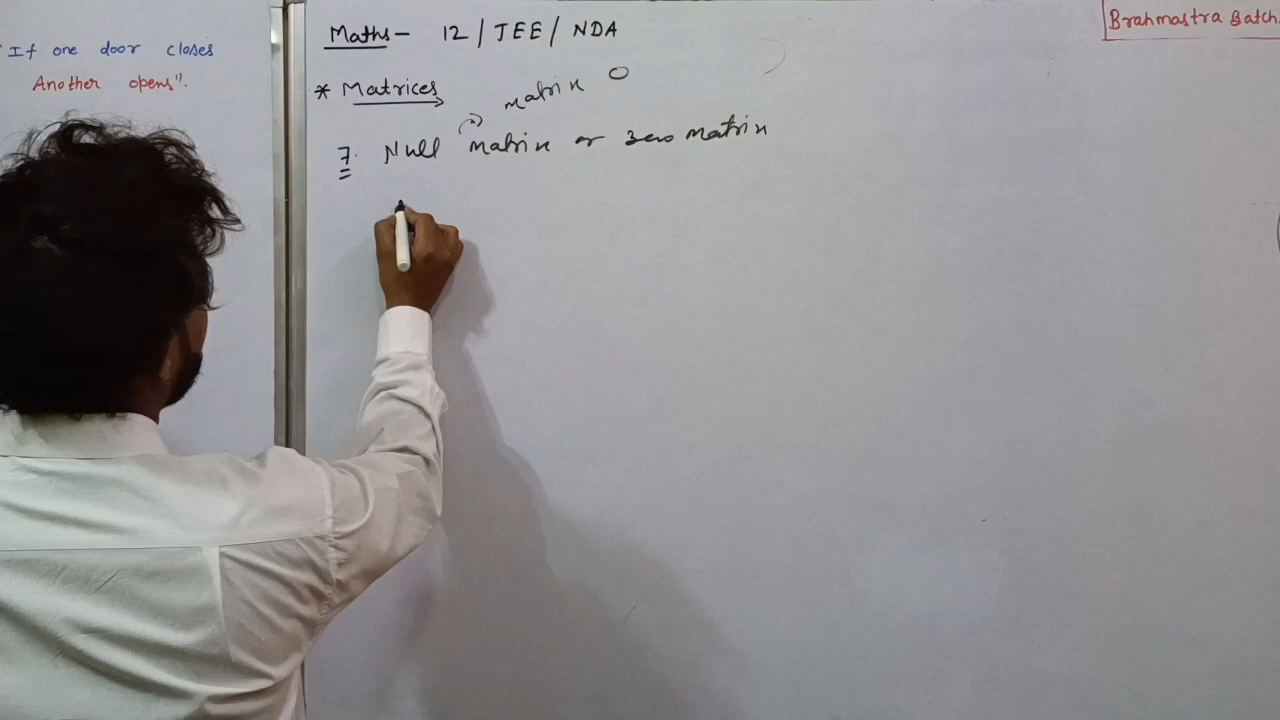 "If one door closes
Another opens".
Maths- 12/JEE/NDA
Brahmastra Batch
* Matrices
matrix O
7. Null matrix or zero matrix